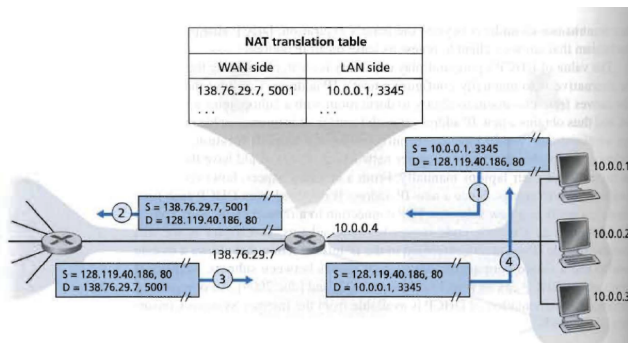 NAT translation table
WAN side LAN side
138.76.29.7, 5001 10.0.0.1, 3345
... ...
S = 10.0.0.1, 3345
D = 128.119.40.186, 80
1
10.0.0.1
S = 138.76.29.7, 5001
D = 128.119.40.186, 80
2
10.0.0.4
10.0.0.2
138.76.29.7
4
S = 128.119.40.186, 80
D = 138.76.29.7, 5001
3
S = 128.119.40.186, 80
D = 10.0.0.1, 3345
10.0.0.3